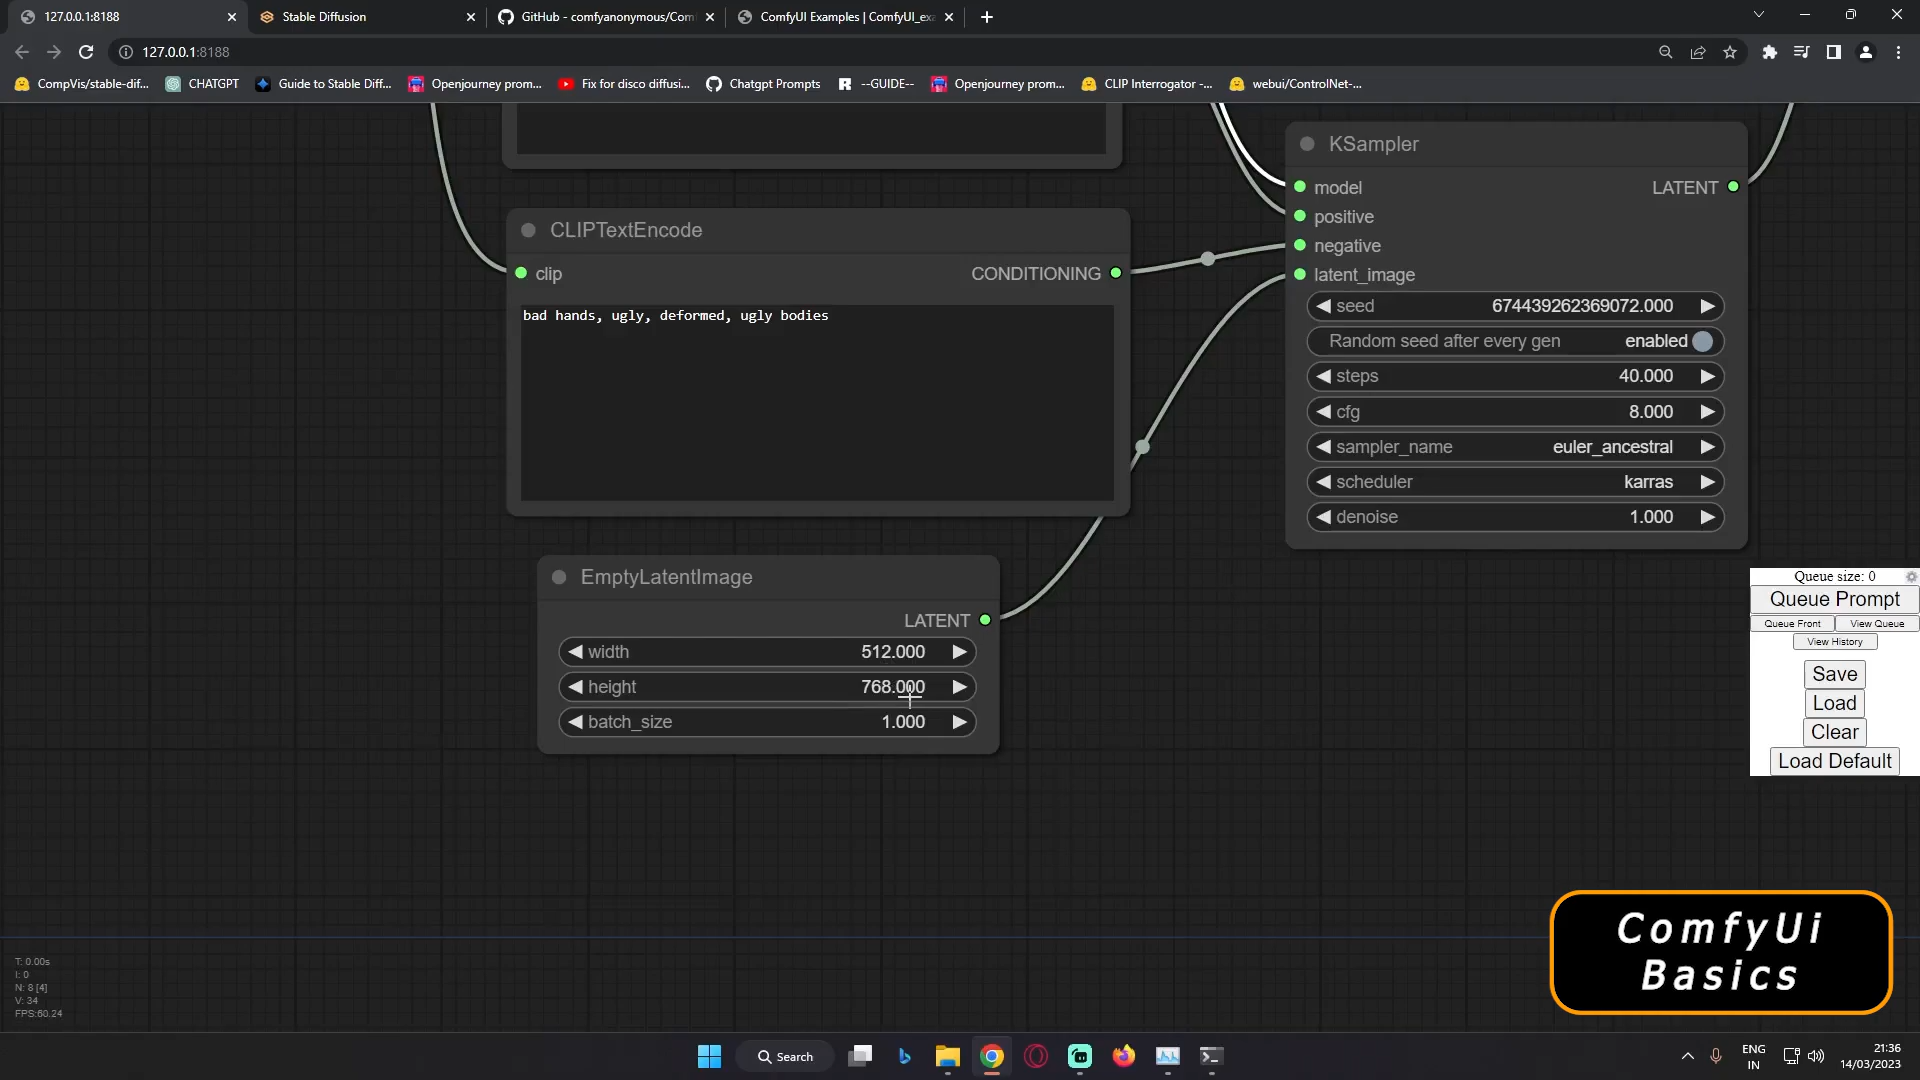 127.0.0.1:8188
Stable Diffusion
GitHub - comfyanonymous/Com
ComfyUI Examples | ComfyUI_exa
127.0.0.1:8188
CompVis/stable-dif...
CHATGPT
Guide to Stable Diff...
Openjourney prom...
Fix for disco diffusi...
Chatgpt Prompts
--GUIDE--
Openjourney prom...
CLIP Interrogator -...
webui/ControlNet-...
KSampler
model
LATENT
positive
negative
latent_image
seed 674439262369072.000
Random seed after every gen enabled
steps 40.000
cfg 8.000
sampler_name euler_ancestral
scheduler karras
denoise 1.000
CLIPTextEncode
clip
CONDITIONING
bad hands, ugly, deformed, ugly bodies
EmptyLatentImage
LATENT
width 512.000
height 768.000
batch_size 1.000
Queue size: 0
Queue Prompt
Queue Front
View Queue
View History
Save
Load
Clear
Load Default
ComfyUi
Basics
T: 0.00s
I: 0
N: 8 [4]
V: 34
FPS:60.24
Search
ENG
IN
21:36
14/03/2023